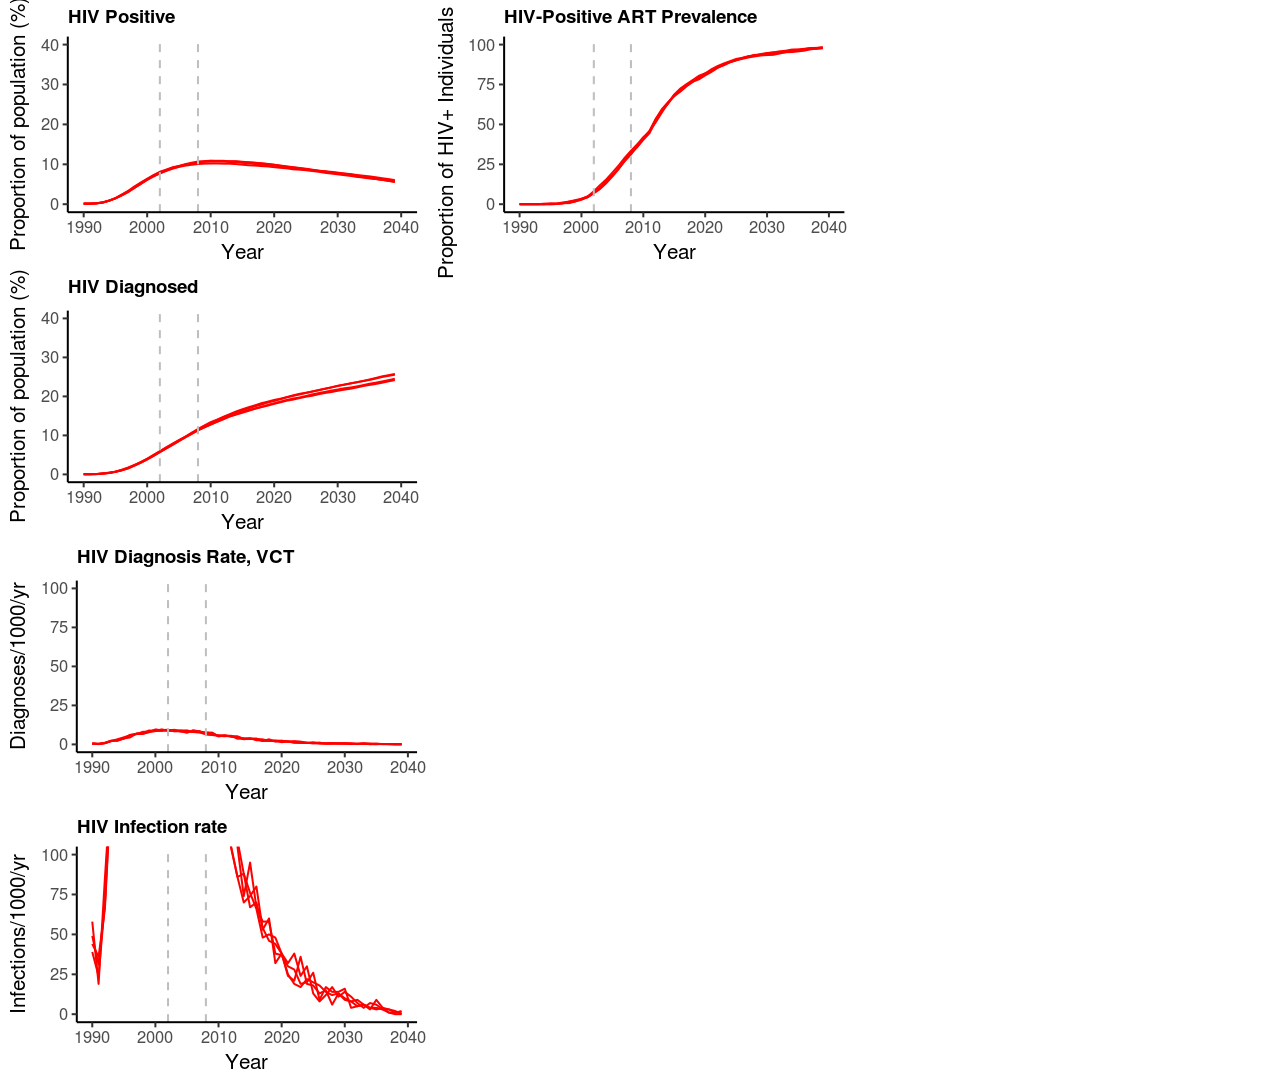 HIV Positive
Proportion of population (%)
40
30
20
10
0
1990 2000 2010 2020 2030 2040
Year
HIV-Positive ART Prevalence
Proportion of HIV+ Individuals
100
75
50
25
0
1990 2000 2010 2020 2030 2040
Year
HIV Diagnosed
Proportion of population (%)
40
30
20
10
0
1990 2000 2010 2020 2030 2040
Year
HIV Diagnosis Rate, VCT
Diagnoses/1000/yr
100
75
50
25
0
1990 2000 2010 2020 2030 2040
Year
HIV Infection rate
Infections/1000/yr
100
75
50
25
0
1990 2000 2010 2020 2030 2040
Year